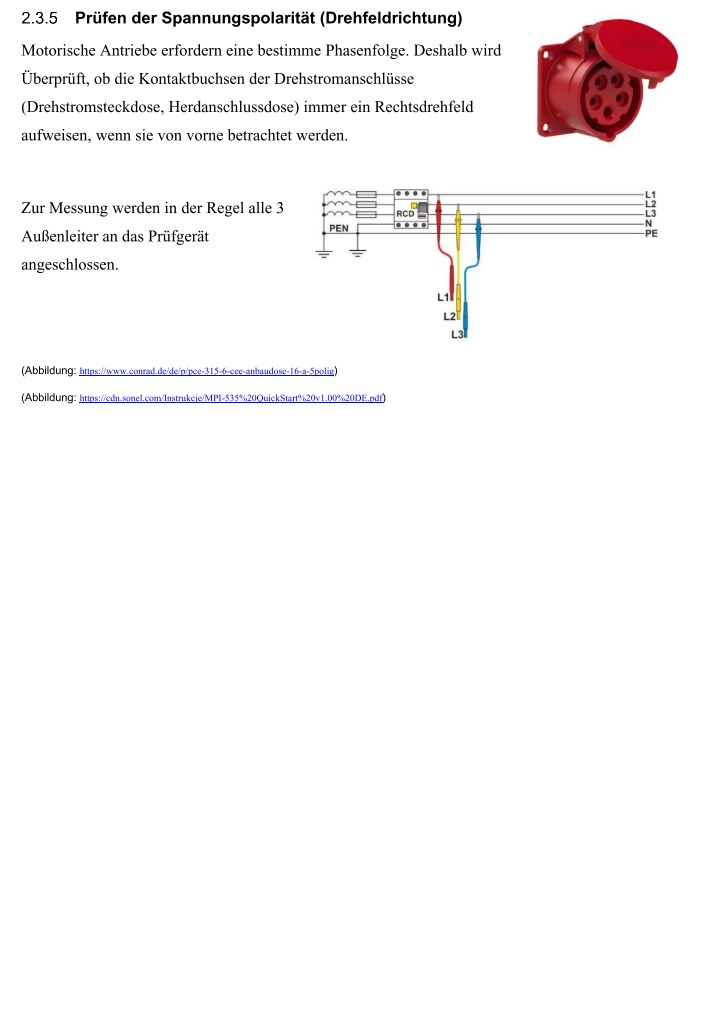 2.3.5 Prüfen der Spannungspolarität (Drehfeldrichtung)
Motorische Antriebe erfordern eine bestimme Phasenfolge. Deshalb wird
Überprüft, ob die Kontaktbuchsen der Drehstromanschlüsse
(Drehstromsteckdose, Herdanschlussdose) immer ein Rechtsdrehfeld
aufweisen, wenn sie von vorne betrachtet werden.
Zur Messung werden in der Regel alle 3
Außenleiter an das Prüfgerät
angeschlossen.
RCD
PEN
L1
L2
L3
N
PE
L1
L2
L3
(Abbildung: https://www.conrad.de/de/p/pce-315-6-cee-anbaudose-16-a-5polig)
(Abbildung: https://cdn.sonel.com/Instrukcje/MPI-535%20QuickStart%20v1.00%20DE.pdf)